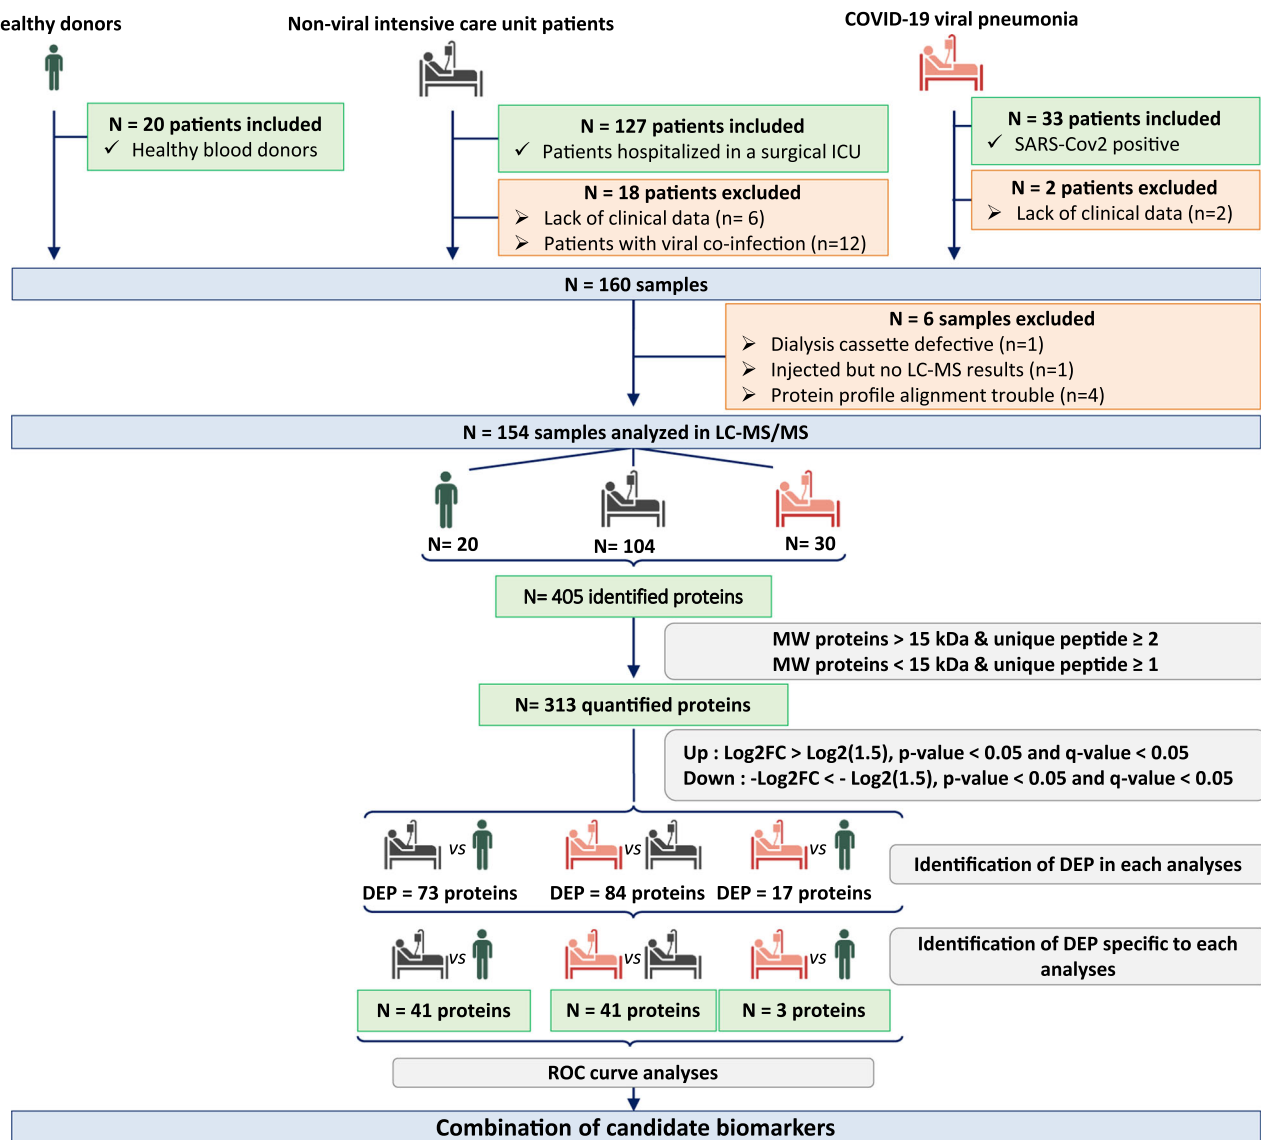 ealthy donors
Non-viral intensive care unit patients
COVID-19 viral pneumonia
N = 20 patients included
✓ Healthy blood donors
N = 127 patients included
✓ Patients hospitalized in a surgical ICU
N = 18 patients excluded
➢ Lack of clinical data (n= 6)
➢ Patients with viral co-infection (n=12)
N = 33 patients included
✓ SARS-Cov2 positive
N = 2 patients excluded
➢ Lack of clinical data (n=2)
N = 160 samples
N = 6 samples excluded
➢ Dialysis cassette defective (n=1)
➢ Injected but no LC-MS results (n=1)
➢ Protein profile alignment trouble (n=4)
N = 154 samples analyzed in LC-MS/MS
N= 20
N= 104
N= 30
N= 405 identified proteins
MW proteins > 15 kDa & unique peptide ≥ 2
MW proteins < 15 kDa & unique peptide ≥ 1
N= 313 quantified proteins
Up : Log2FC > Log2(1.5), p-value < 0.05 and q-value < 0.05
Down : -Log2FC < - Log2(1.5), p-value < 0.05 and q-value < 0.05
vs
vs
vs
DEP = 73 proteins
DEP = 84 proteins
DEP = 17 proteins
Identification of DEP in each analyses
vs
vs
vs
Identification of DEP specific to each
analyses
N = 41 proteins
N = 41 proteins
N = 3 proteins
ROC curve analyses
Combination of candidate biomarkers